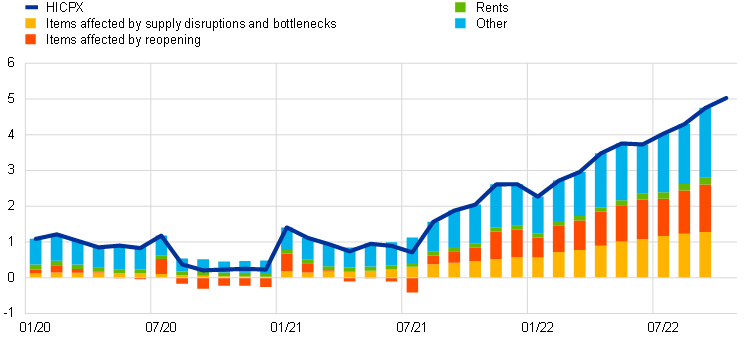 HICPX
Items affected by supply disruptions and bottlenecks
Items affected by reopening
Rents
Other
6
5
4
3
2
1
0
-1
01/20
07/20
01/21
07/21
01/22
07/22